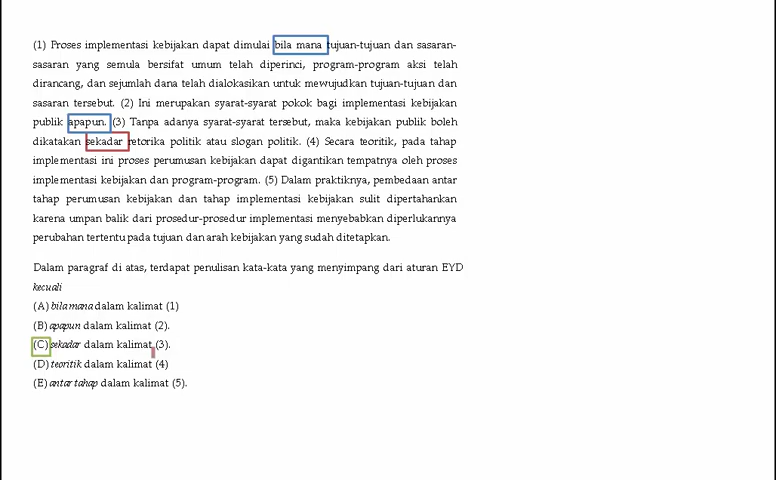 (1) Proses implementasi kebijakan dapat dimulai bila mana tujuan-tujuan dan sasaran-
sasaran yang semula bersifat umum telah diperinci, program-program aksi telah
dirancang, dan sejumlah dana telah dialokasikan untuk mewujudkan tujuan-tujuan dan
sasaran tersebut. (2) Ini merupakan syarat-syarat pokok bagi implementasi kebijakan
publik apapun. (3) Tanpa adanya syarat-syarat tersebut, maka kebijakan publik boleh
dikatakan sekadar retorika politik atau slogan politik. (4) Secara teoritik, pada tahap
implementasi ini proses perumusan kebijakan dapat digantikan tempatnya oleh proses
implementasi kebijakan dan program-program. (5) Dalam praktiknya, pembedaan antar
tahap perumusan kebijakan dan tahap implementasi kebijakan sulit dipertahankan
karena umpan balik dari prosedur-prosedur implementasi menyebabkan diperlukannya
perubahan tertentu pada tujuan dan arah kebijakan yang sudah ditetapkan.
Dalam paragraf di atas, terdapat penulisan kata-kata yang menyimpang dari aturan EYD
kecuali
(A) bila mana dalam kalimat (1)
(B) apapun dalam kalimat (2).
(C) sekadar dalam kalimat (3).
(D) teoritik dalam kalimat (4)
(E) antar tahap dalam kalimat (5).